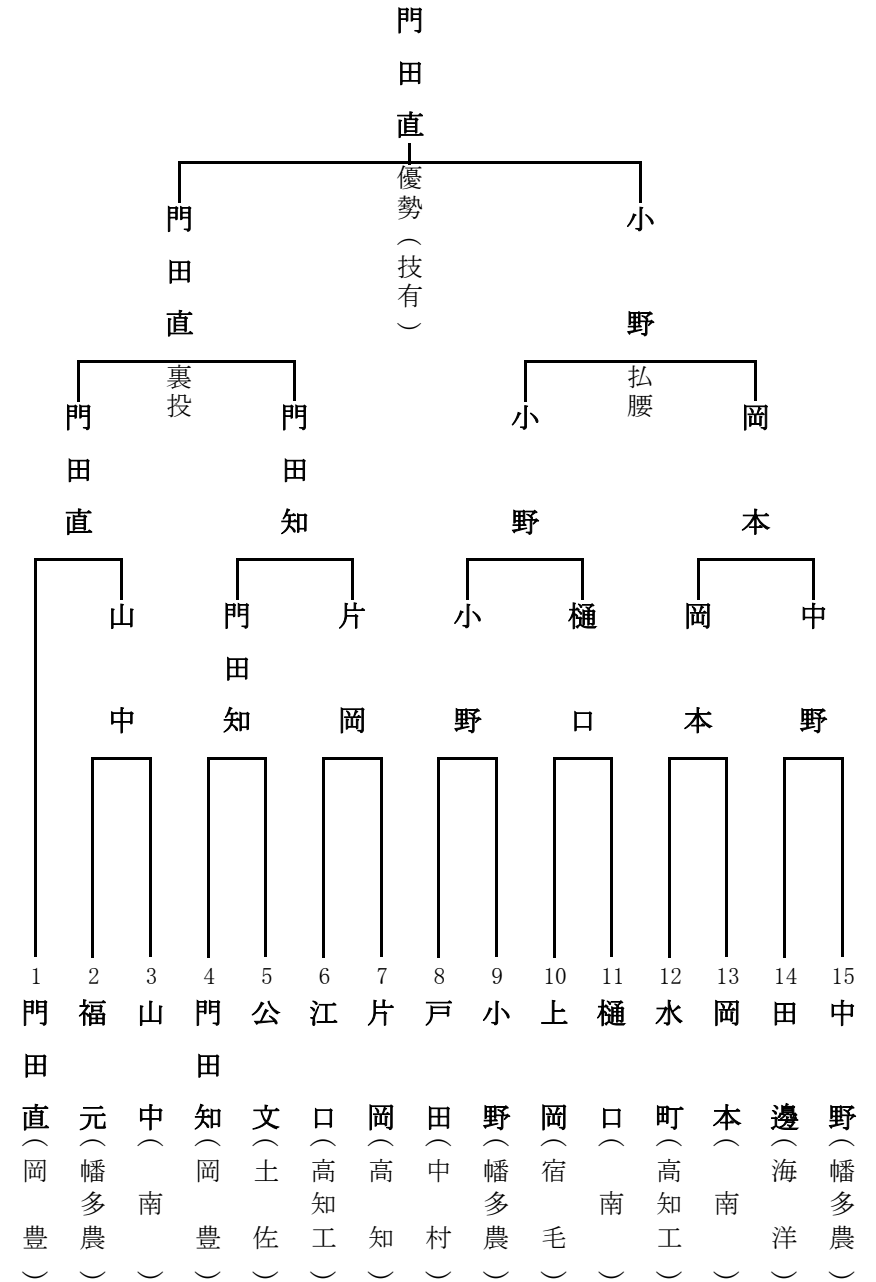 門田直
優勢（技有）
門田直
小野
裏投
払腰
門田直
門田知
小野
岡本
山中
門田知
片岡
小野
樋口
岡本
中野
1 門田直（岡豊）
2 福元（幡多農）
3 山中（南）
4 門田知（岡豊）
5 公文（土佐）
6 江口（高知工）
7 片岡（高知）
8 戸田（中村）
9 小野（幡多農）
10 上岡（宿毛）
11 樋口（南）
12 水町（高知工）
13 岡本（南）
14 田邊（海洋）
15 中野（幡多農）